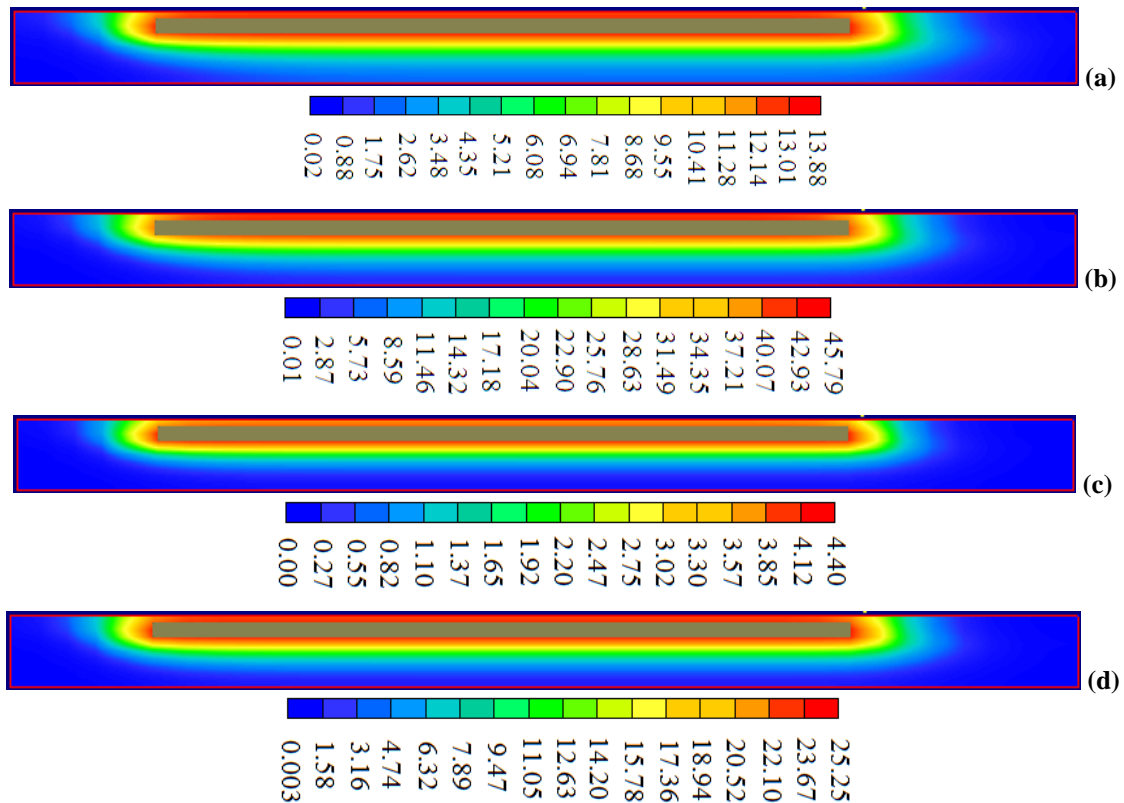 (a)
0.02 0.88 1.75 2.62 3.48 4.35 5.21 6.08 6.94 7.81 8.68 9.55 10.41 11.28 12.14 13.01 13.88
(b)
0.01 2.87 5.73 8.59 11.46 14.32 17.18 20.04 22.90 25.76 28.63 31.49 34.35 37.21 40.07 42.93 45.79
(c)
0.00 0.27 0.55 0.82 1.10 1.37 1.65 1.92 2.20 2.47 2.75 3.02 3.30 3.57 3.85 4.12 4.40
(d)
0.003 1.58 3.16 4.74 6.32 7.89 9.47 11.05 12.63 14.20 15.78 17.36 18.94 20.52 22.10 23.67 25.25